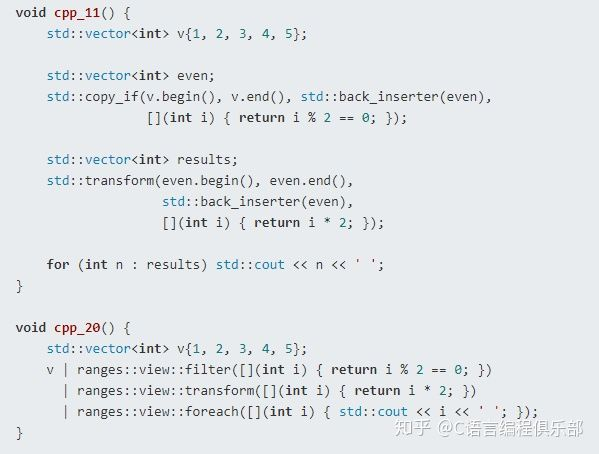 void cpp_11() {
    std::vector<int> v{1, 2, 3, 4, 5};

    std::vector<int> even;
    std::copy_if(v.begin(), v.end(), std::back_inserter(even),
                 [](int i) { return i % 2 == 0; });

    std::vector<int> results;
    std::transform(even.begin(), even.end(),
                   std::back_inserter(even),
                   [](int i) { return i * 2; });

    for (int n : results) std::cout << n << ' ';
}

void cpp_20() {
    std::vector<int> v{1, 2, 3, 4, 5};
    v | ranges::view::filter([](int i) { return i % 2 == 0; })
      | ranges::view::transform([](int i) { return i * 2; })
      | ranges::view::foreach([](int i) { std::cout << i << ' '; });
}
知乎 @C语言编程俱乐部